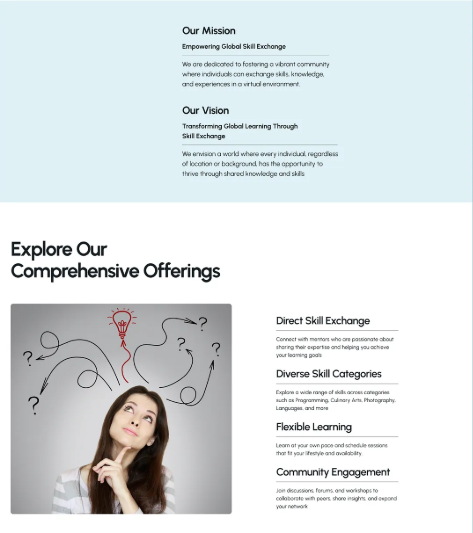 Our Mission
Empowering Global Skill Exchange
We are dedicated to fostering a vibrant community
where individuals can exchange skills, knowledge,
and experiences in a virtual environment.
Our Vision
Transforming Global Learning Through
Skill Exchange
We envision a world where every individual, regardless
of location or background, has the opportunity to
thrive through shared knowledge and skills
Explore Our
Comprehensive Offerings
? ? ? ? ?
Direct Skill Exchange
Connect with mentors who are passionate about
sharing their expertise and helping you achieve
your learning goals
Diverse Skill Categories
Explore a wide range of skills across categories
such as Programming, Culinary Arts, Photography,
Languages, and more
Flexible Learning
Learn at your own pace and schedule sessions
that fit your lifestyle and availability.
Community Engagement
Join discussions, forums, and workshops to
collaborate with peers, share insights, and expand
your network